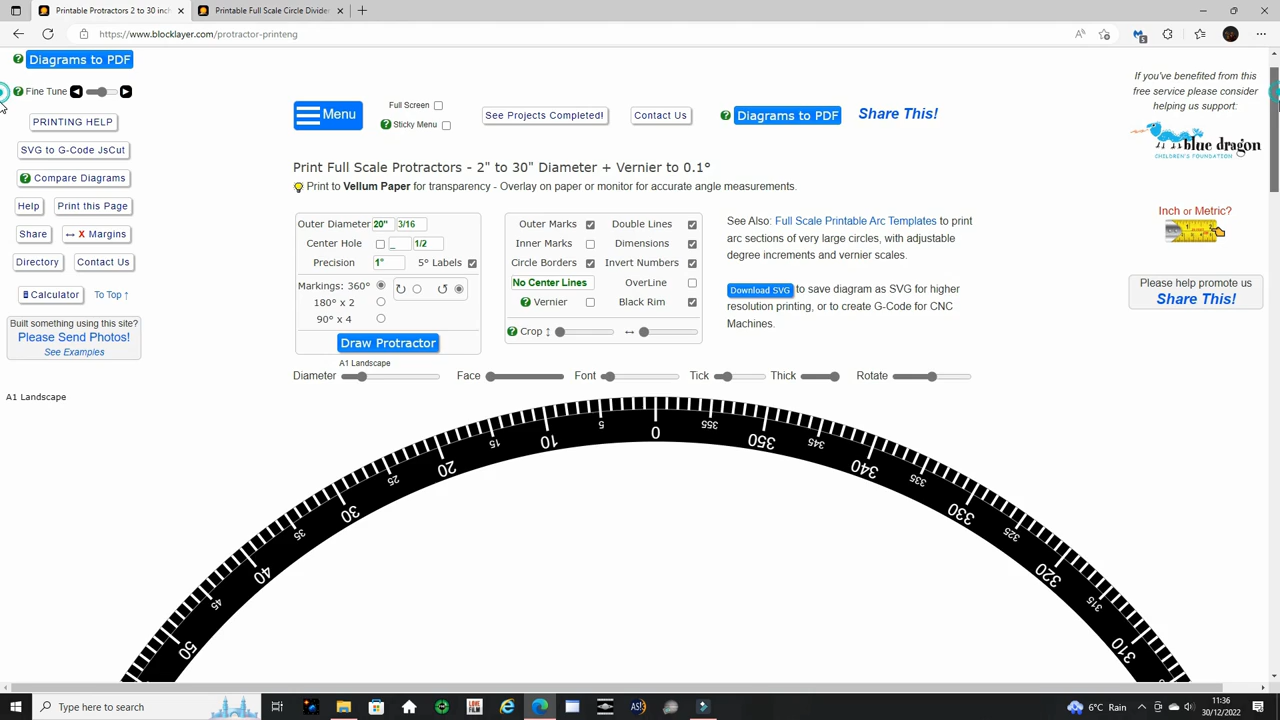 Printable Protractors 2 to 30 inch
Printable Full Scale Circle Divider
https://www.blocklayer.com/protractor-printeng
Diagrams to PDF
Fine Tune
PRINTING HELP
SVG to G-Code JsCut
Compare Diagrams
Help
Print this Page
Share
↔ X Margins
Directory
Contact Us
Calculator
To Top ↑
Built something using this site?
Please Send Photos!
See Examples
A1 Landscape
Menu
Full Screen
Sticky Menu
See Projects Completed!
Contact Us
Diagrams to PDF
Share This!
Print Full Scale Protractors - 2" to 30" Diameter + Vernier to 0.1°
Print to Vellum Paper for transparency - Overlay on paper or monitor for accurate angle measurements.
Outer Diameter 20" 3/16
Center Hole _ 1/2
Precision 1° 5° Labels
Markings: 360°
180° x 2
90° x 4
Draw Protractor
A1 Landscape
Outer Marks Double Lines
Inner Marks Dimensions
Circle Borders Invert Numbers
No Center Lines OverLine
Vernier Black Rim
Crop ↕ ↔
See Also: Full Scale Printable Arc Templates to print
arc sections of very large circles, with adjustable
degree increments and vernier scales.
Download SVG to save diagram as SVG for higher
resolution printing, or to create G-Code for CNC
Machines.
Diameter Face Font Tick Thick Rotate
If you've benefited from this
free service please consider
helping us support:
blue dragon
CHILDREN'S FOUNDATION
Inch or Metric?
Please help promote us
Share This!
50 45 40 35 30 25 20 15 10 5 0 355 350 345 340 335 330 325 320 315 310
Type here to search
6°C Rain
11:36
30/12/2022